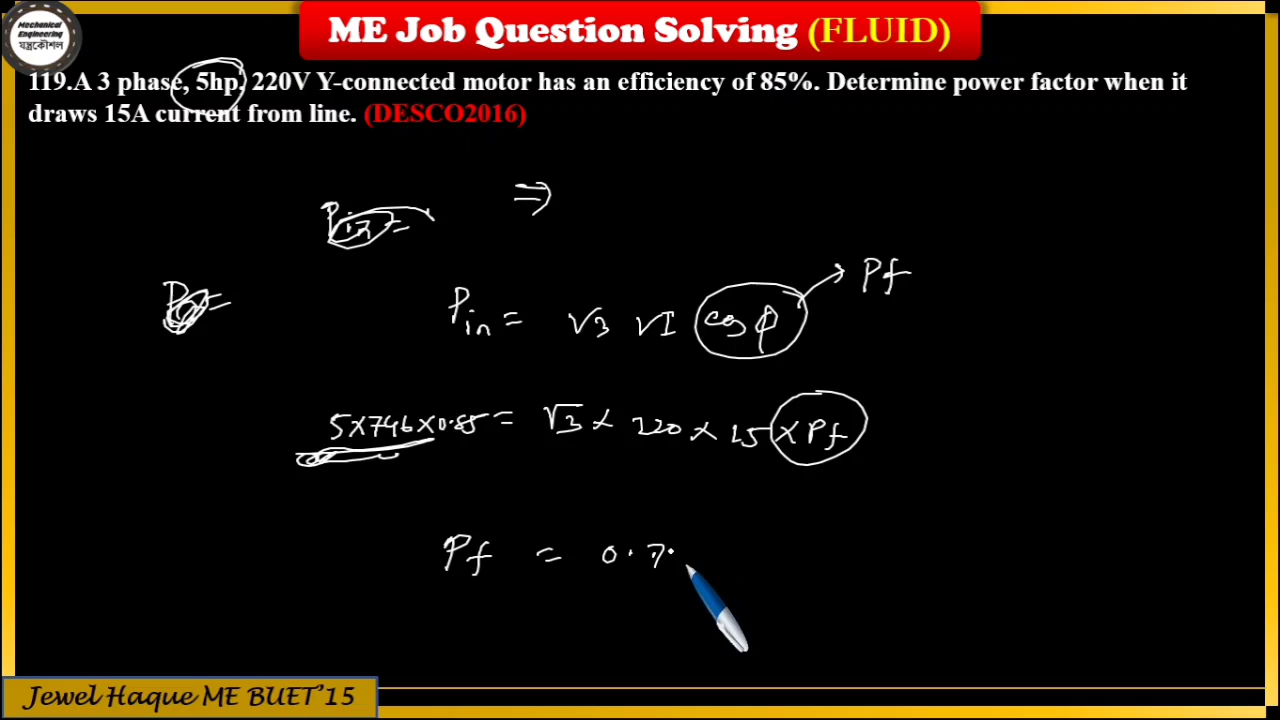 Mechanical
Engineering
যন্ত্রকৌশল
ME Job Question Solving (FLUID)
119.A 3 phase, 5hp, 220V Y-connected motor has an efficiency of 85%. Determine power factor when it
draws 15A current from line. (DESCO2016)
Pin =
⇒
Pin = √3 VI cos φ → Pf
5×746×0.85 = √3 × 220 × 15 × Pf
Pf = 0.7
Jewel Haque ME BUET'15